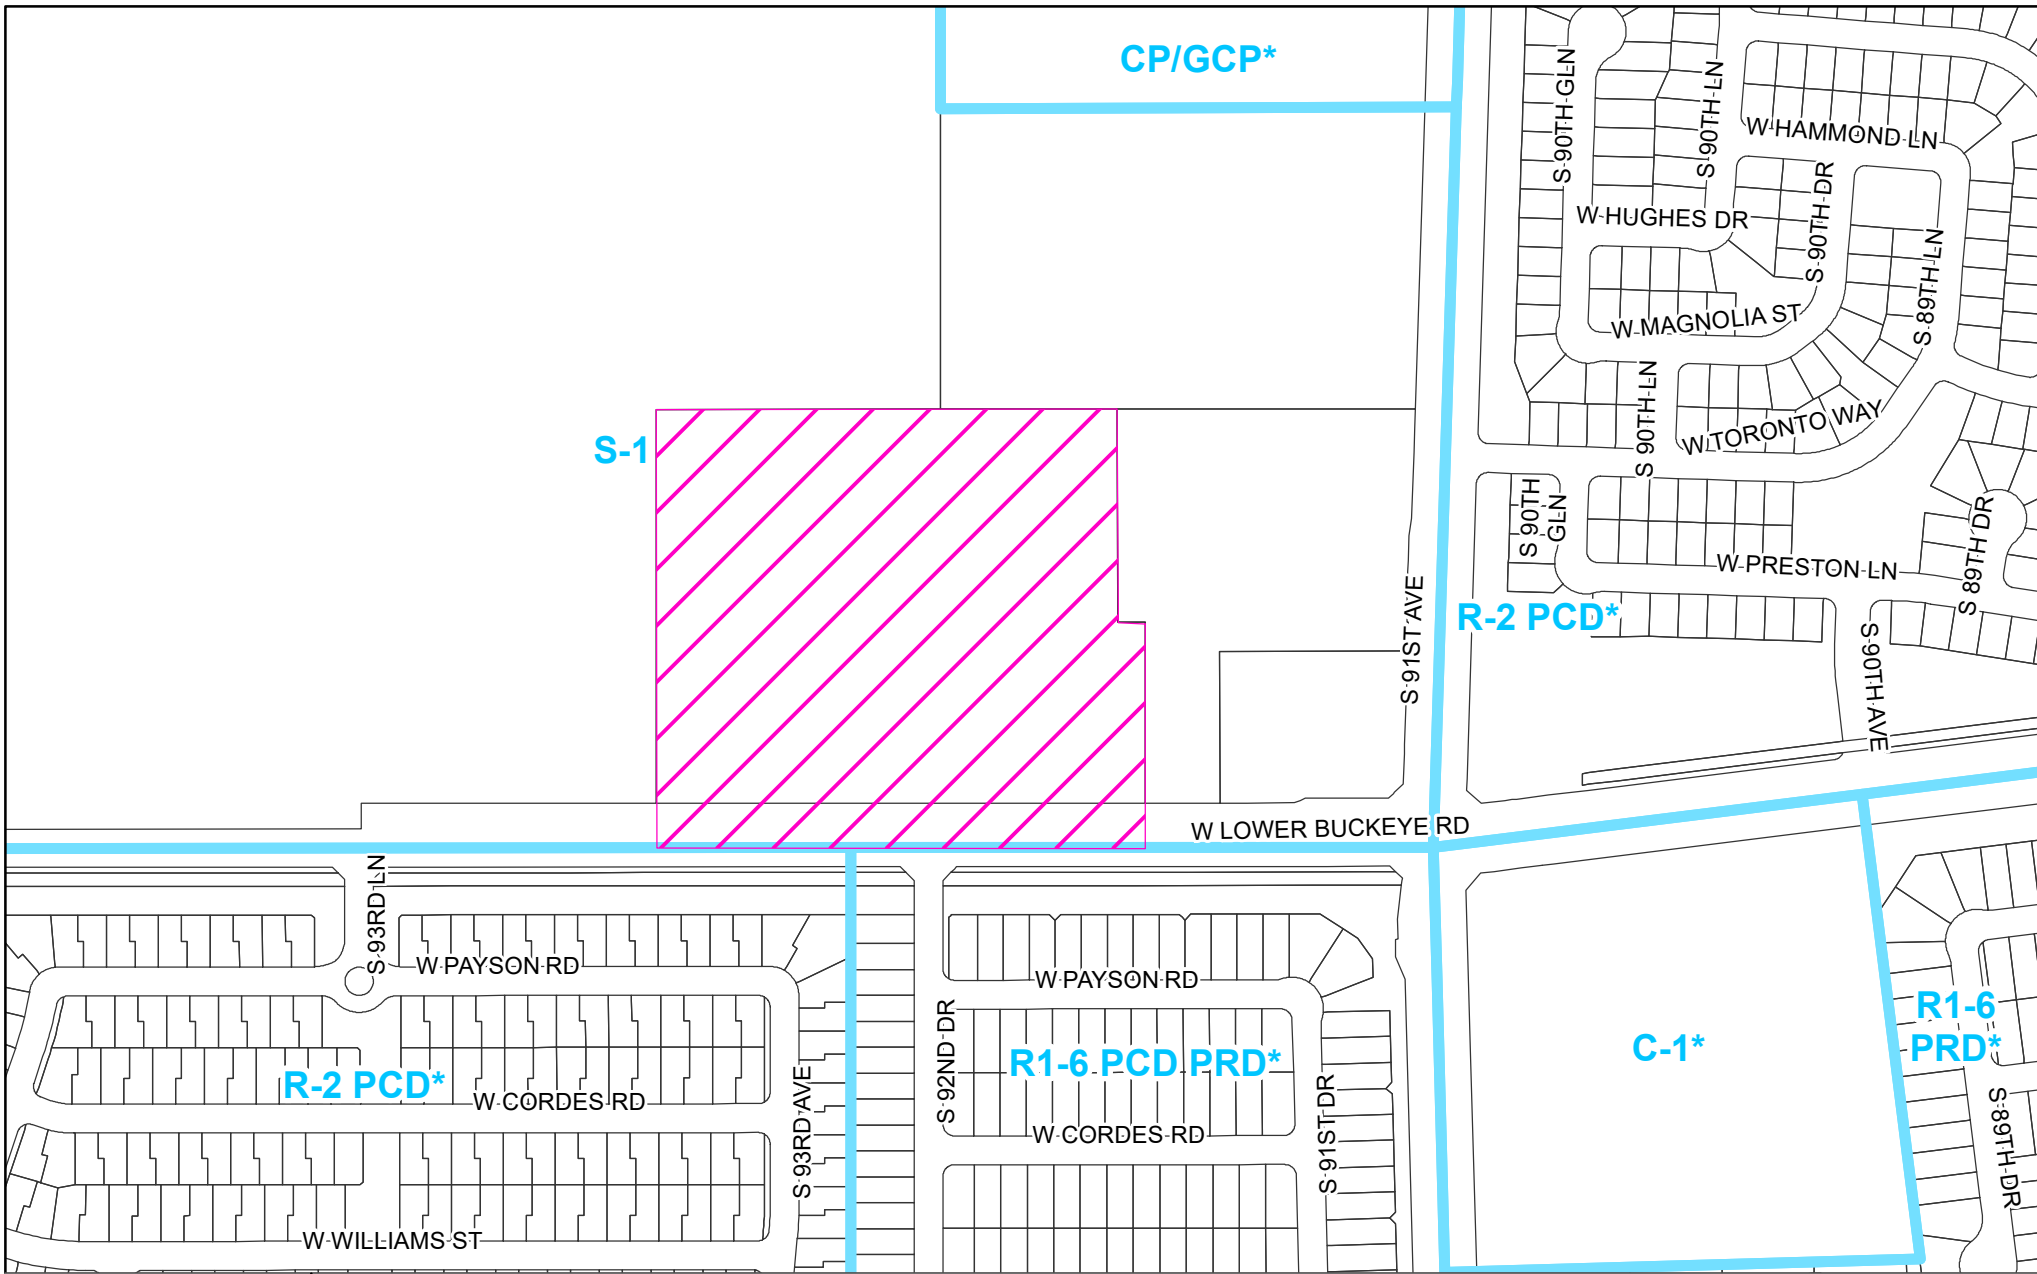 CP/GCP*
S 90TH GLN
S 90TH LN
W HAMMOND LN
S 90TH DR
W HUGHES DR
S 89TH LN
W MAGNOLIA ST
S 90TH LN
W TORONTO WAY
S-1
S 90TH
GLN
S 89TH DR
W PRESTON LN
S 91ST AVE
R-2 PCD*
S 90TH AVE
W LOWER BUCKEYE RD
S 93RD LN
W PAYSON RD
W PAYSON RD
S 92ND DR
R1-6
PRD*
C-1*
R1-6 PCD PRD*
R-2 PCD*
W CORDES RD
S 93RD AVE
W CORDES RD
S 91ST DR
S 89TH DR
W WILLIAMS ST